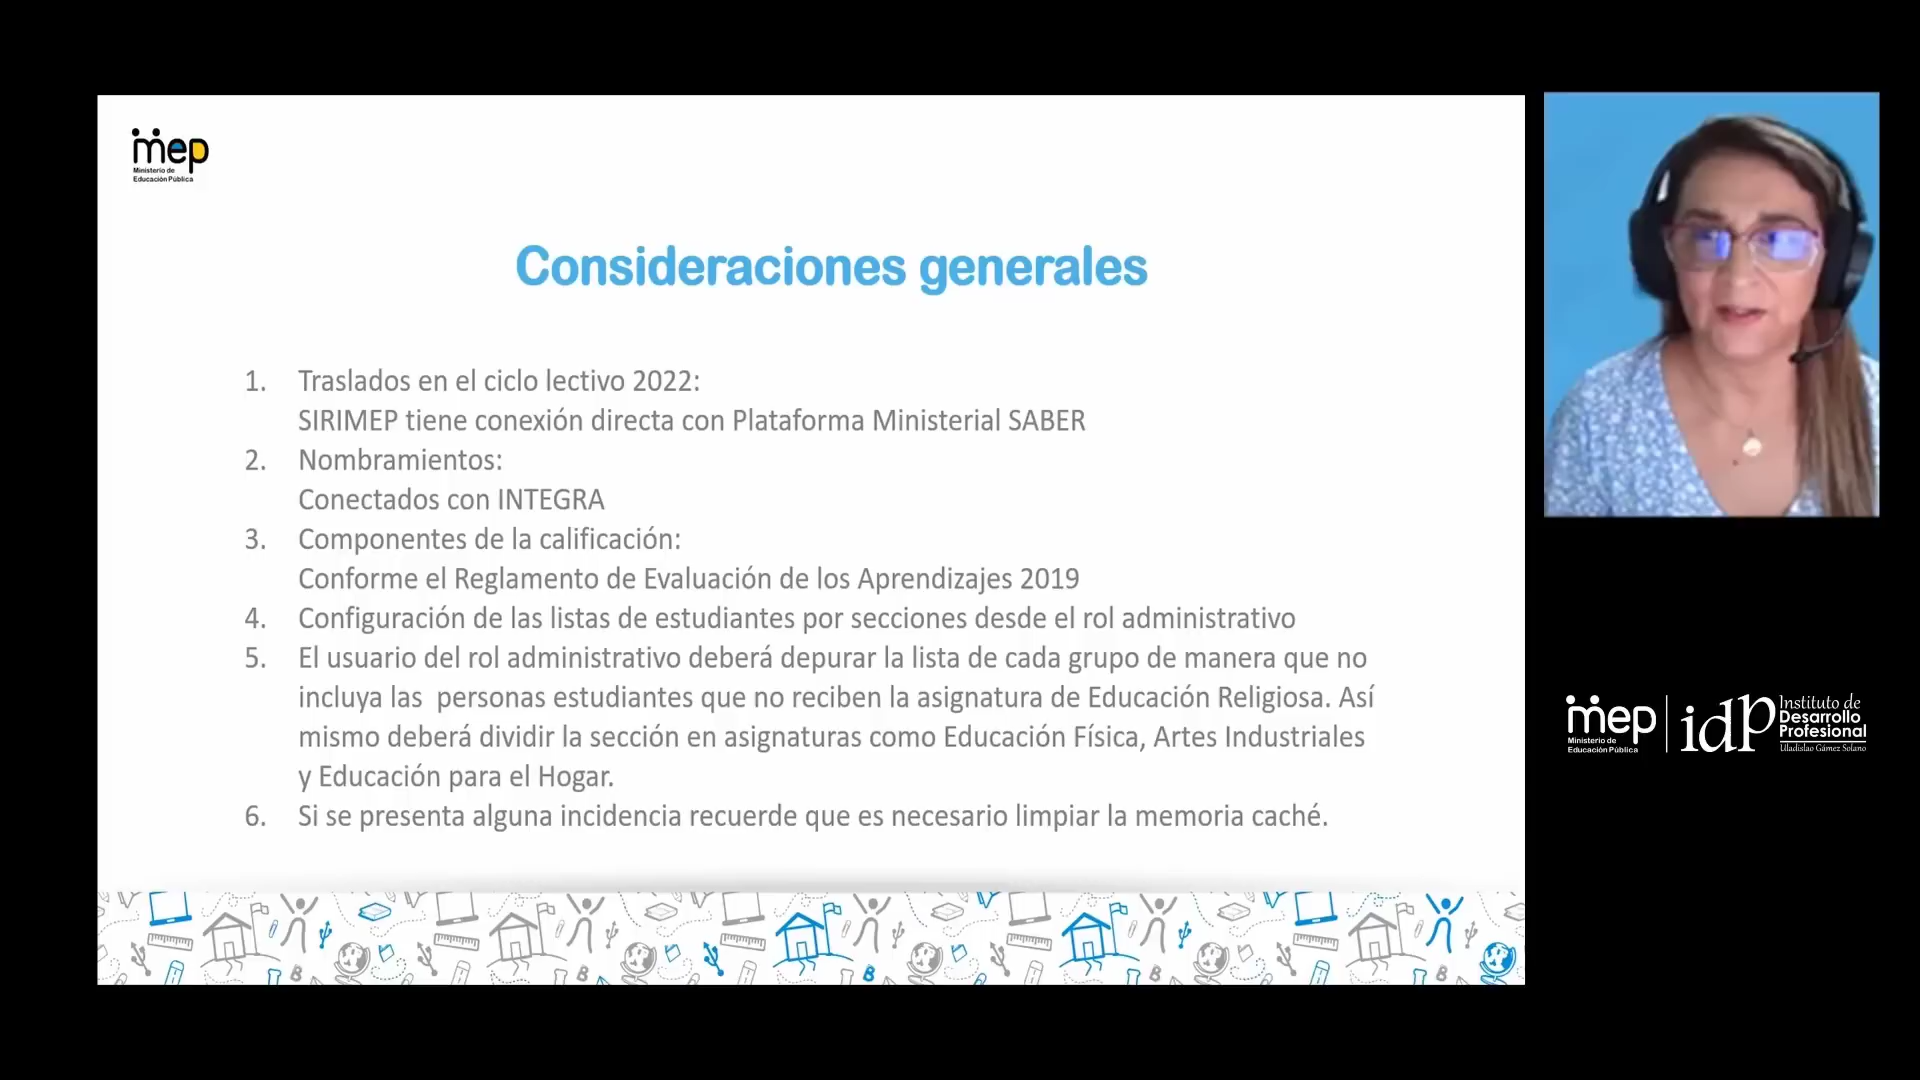 mep
Ministerio de
Educación Pública
Consideraciones generales
1. Traslados en el ciclo lectivo 2022:
SIRIMEP tiene conexión directa con Plataforma Ministerial SABER
2. Nombramientos:
Conectados con INTEGRA
3. Componentes de la calificación:
Conforme el Reglamento de Evaluación de los Aprendizajes 2019
4. Configuración de las listas de estudiantes por secciones desde el rol administrativo
5. El usuario del rol administrativo deberá depurar la lista de cada grupo de manera que no
incluya las personas estudiantes que no reciben la asignatura de Educación Religiosa. Así
mismo deberá dividir la sección en asignaturas como Educación Física, Artes Industriales
y Educación para el Hogar.
6. Si se presenta alguna incidencia recuerde que es necesario limpiar la memoria caché.
mep
Ministerio de
Educación Pública
idp
Instituto de
Desarrollo
Profesional
Uladislao Gámez Solano